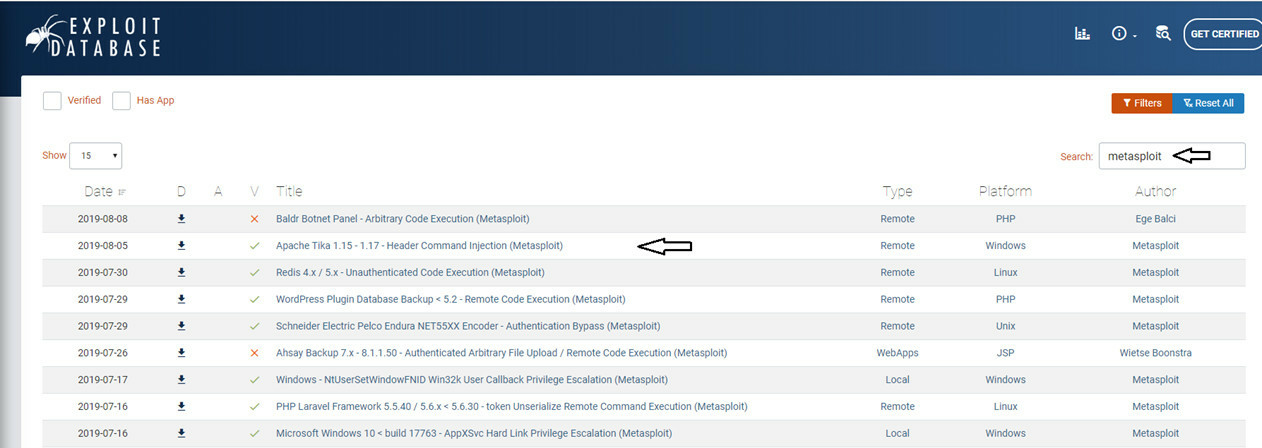 EXPLOIT
DATABASE
GET CERTIFIED
Verified Has App
Filters Reset All
Show 15 Search: metasploit
Date D A V Title Type Platform Author
2019-08-08 Baldr Botnet Panel - Arbitrary Code Execution (Metasploit) Remote PHP Ege Balci
2019-08-05 Apache Tika 1.15 - 1.17 - Header Command Injection (Metasploit) Remote Windows Metasploit
2019-07-30 Redis 4.x / 5.x - Unauthenticated Code Execution (Metasploit) Remote Linux Metasploit
2019-07-29 WordPress Plugin Database Backup < 5.2 - Remote Code Execution (Metasploit) Remote PHP Metasploit
2019-07-29 Schneider Electric Pelco Endura NET55XX Encoder - Authentication Bypass (Metasploit) Remote Unix Metasploit
2019-07-26 Ahsay Backup 7.x - 8.1.1.50 - Authenticated Arbitrary File Upload / Remote Code Execution (Metasploit) WebApps JSP Wietse Boonstra
2019-07-17 Windows - NtUserSetWindowFNID Win32k User Callback Privilege Escalation (Metasploit) Local Windows Metasploit
2019-07-16 PHP Laravel Framework 5.5.40 / 5.6.x < 5.6.30 - token Unserialize Remote Command Execution (Metasploit) Remote Linux Metasploit
2019-07-16 Microsoft Windows 10 < build 17763 - AppXSvc Hard Link Privilege Escalation (Metasploit) Local Windows Metasploit